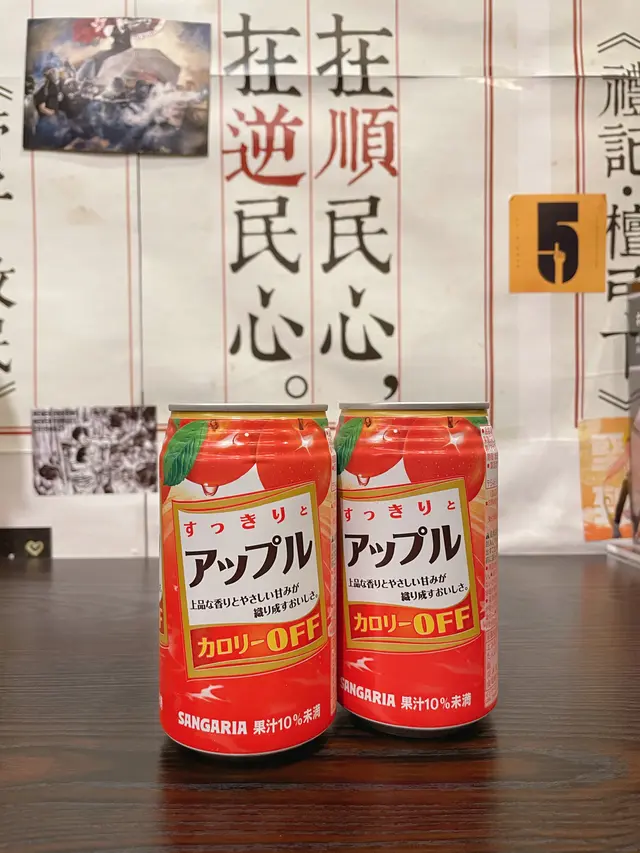 在順民心，
在逆民心。
《禮記·檀弓下》
5
すっきりと
アップル
上品な香りとやさしい甘みが
織り成すおいしさ。
カロリーOFF
SANGARIA 果汁10%未満
すっきりと
アップル
上品な香りとやさしい甘みが
織り成すおいしさ。
カロリーOFF
SANGARIA 果汁10%未満